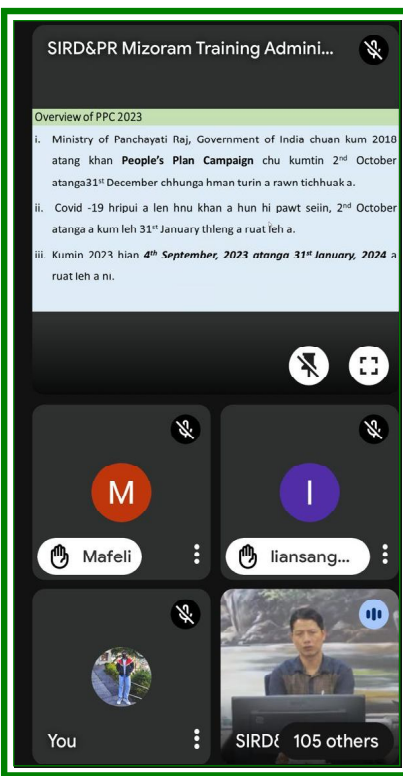 SIRD&PR Mizoram Training Admini...
Overview of PPC 2023
i. Ministry of Panchayati Raj, Government of India chuan kum 2018
atang khan People's Plan Campaign chu kumtin 2nd October
atanga31st December chhunga hman turin a rawn tichhuak a.
ii. Covid -19 hripui a len hnu khan a hun hi pawt seiin, 2nd October
atanga a kum leh 31st January thleng a ruat leh a.
iii. Kumin 2023 hian 4th September, 2023 atanga 31st January, 2024 a
ruat leh a ni.
M
I
Mafeli
liansang...
You
SIRD&
105 others